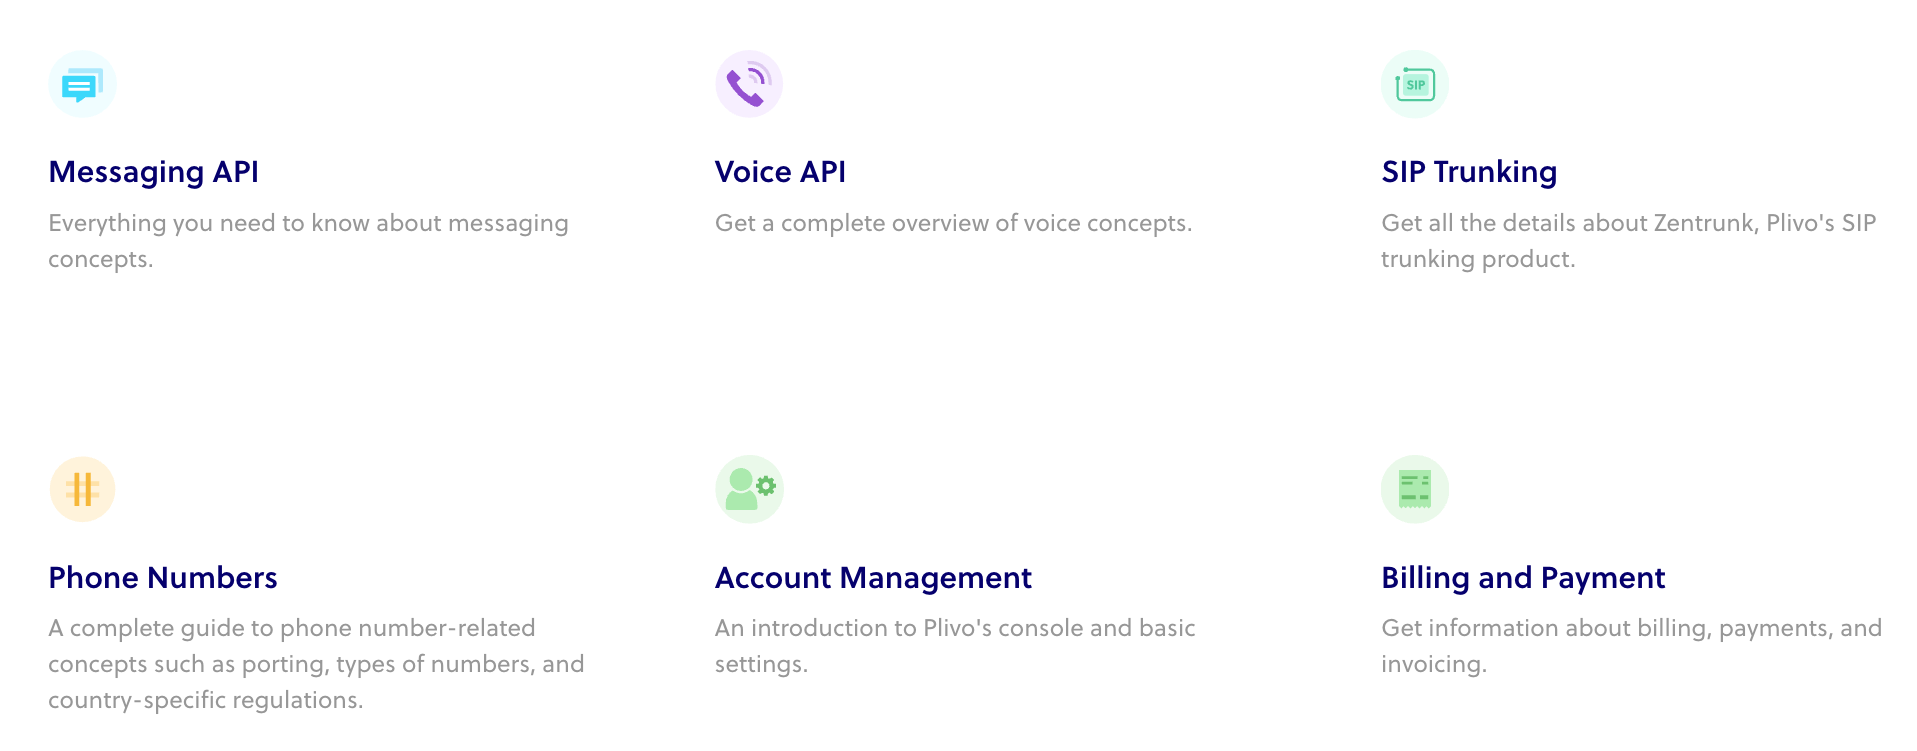 Messaging API
Everything you need to know about messaging
concepts.
Voice API
Get a complete overview of voice concepts.
SIP
SIP Trunking
Get all the details about Zentrunk, Plivo's SIP
trunking product.
Phone Numbers
A complete guide to phone number-related
concepts such as porting, types of numbers, and
country-specific regulations.
Account Management
An introduction to Plivo's console and basic
settings.
Billing and Payment
Get information about billing, payments, and
invoicing.